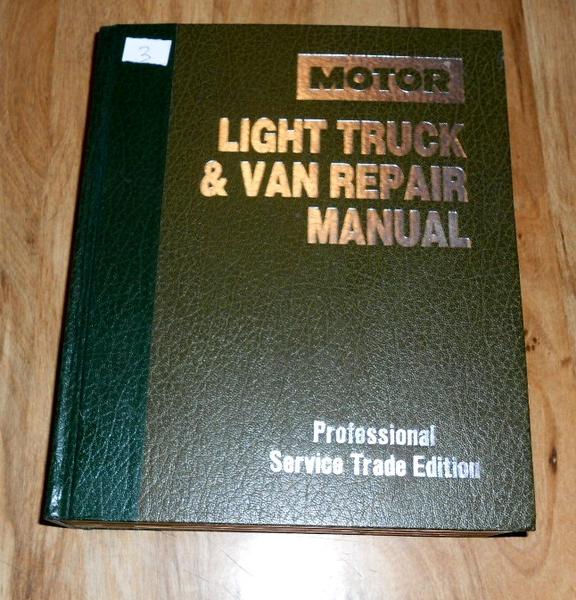 3
MOTOR
LIGHT TRUCK
& VAN REPAIR
MANUAL
Professional
Service Trade Edition